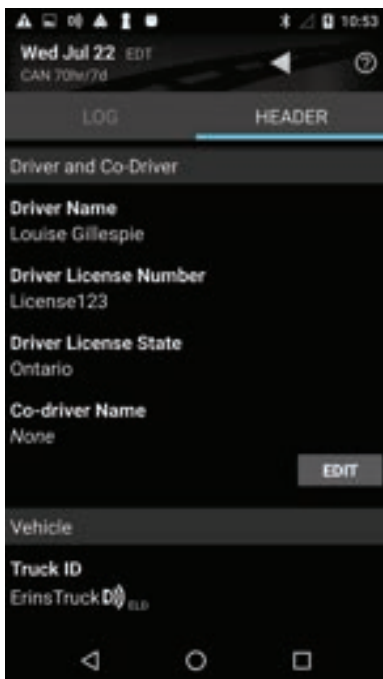 10:53
Wed Jul 22 EDT
CAN 70hr/7d
LOG
HEADER
Driver and Co-Driver
Driver Name
Louise Gillespie
Driver License Number
License123
Driver License State
Ontario
Co-driver Name
None
EDIT
Vehicle
Truck ID
ErinsTruck ELD